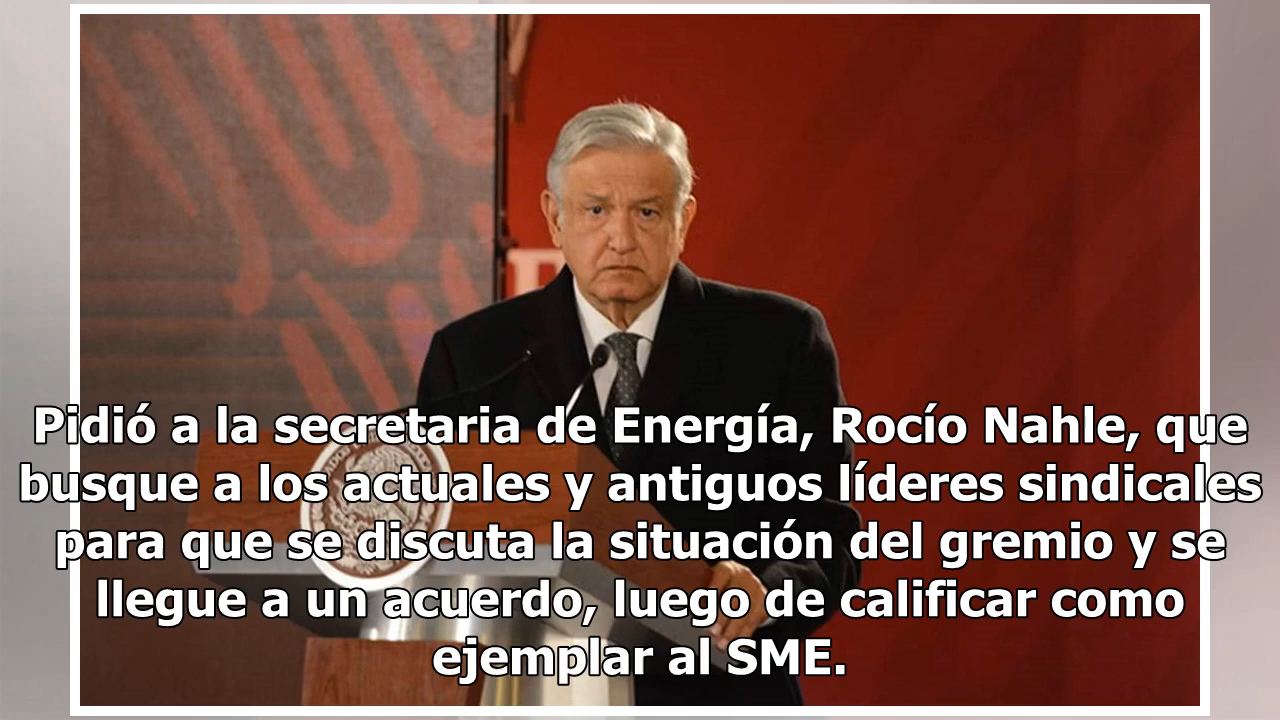 Pidió a la secretaria de Energía, Rocío Nahle, que
busque a los actuales y antiguos líderes sindicales
para que se discuta la situación del gremio y se
llegue a un acuerdo, luego de calificar como
ejemplar al SME.